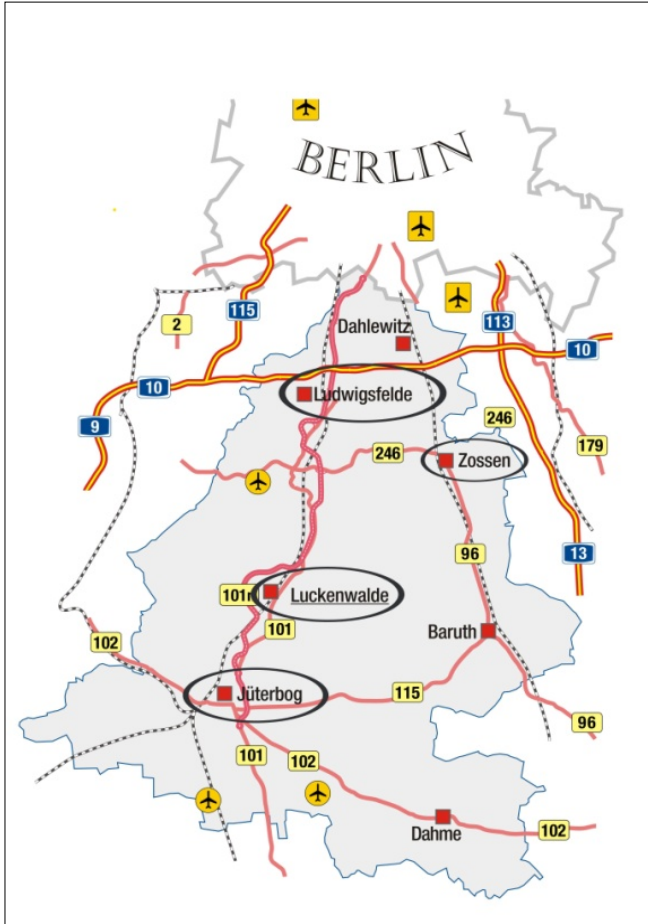 BERLIN
2
115
Dahlewitz
113
10
10
Ludwigsfelde
9
246
179
246
Zossen
96
13
101n
Luckenwalde
101
Baruth
102
Jüterbog
115
96
101
102
Dahme
102